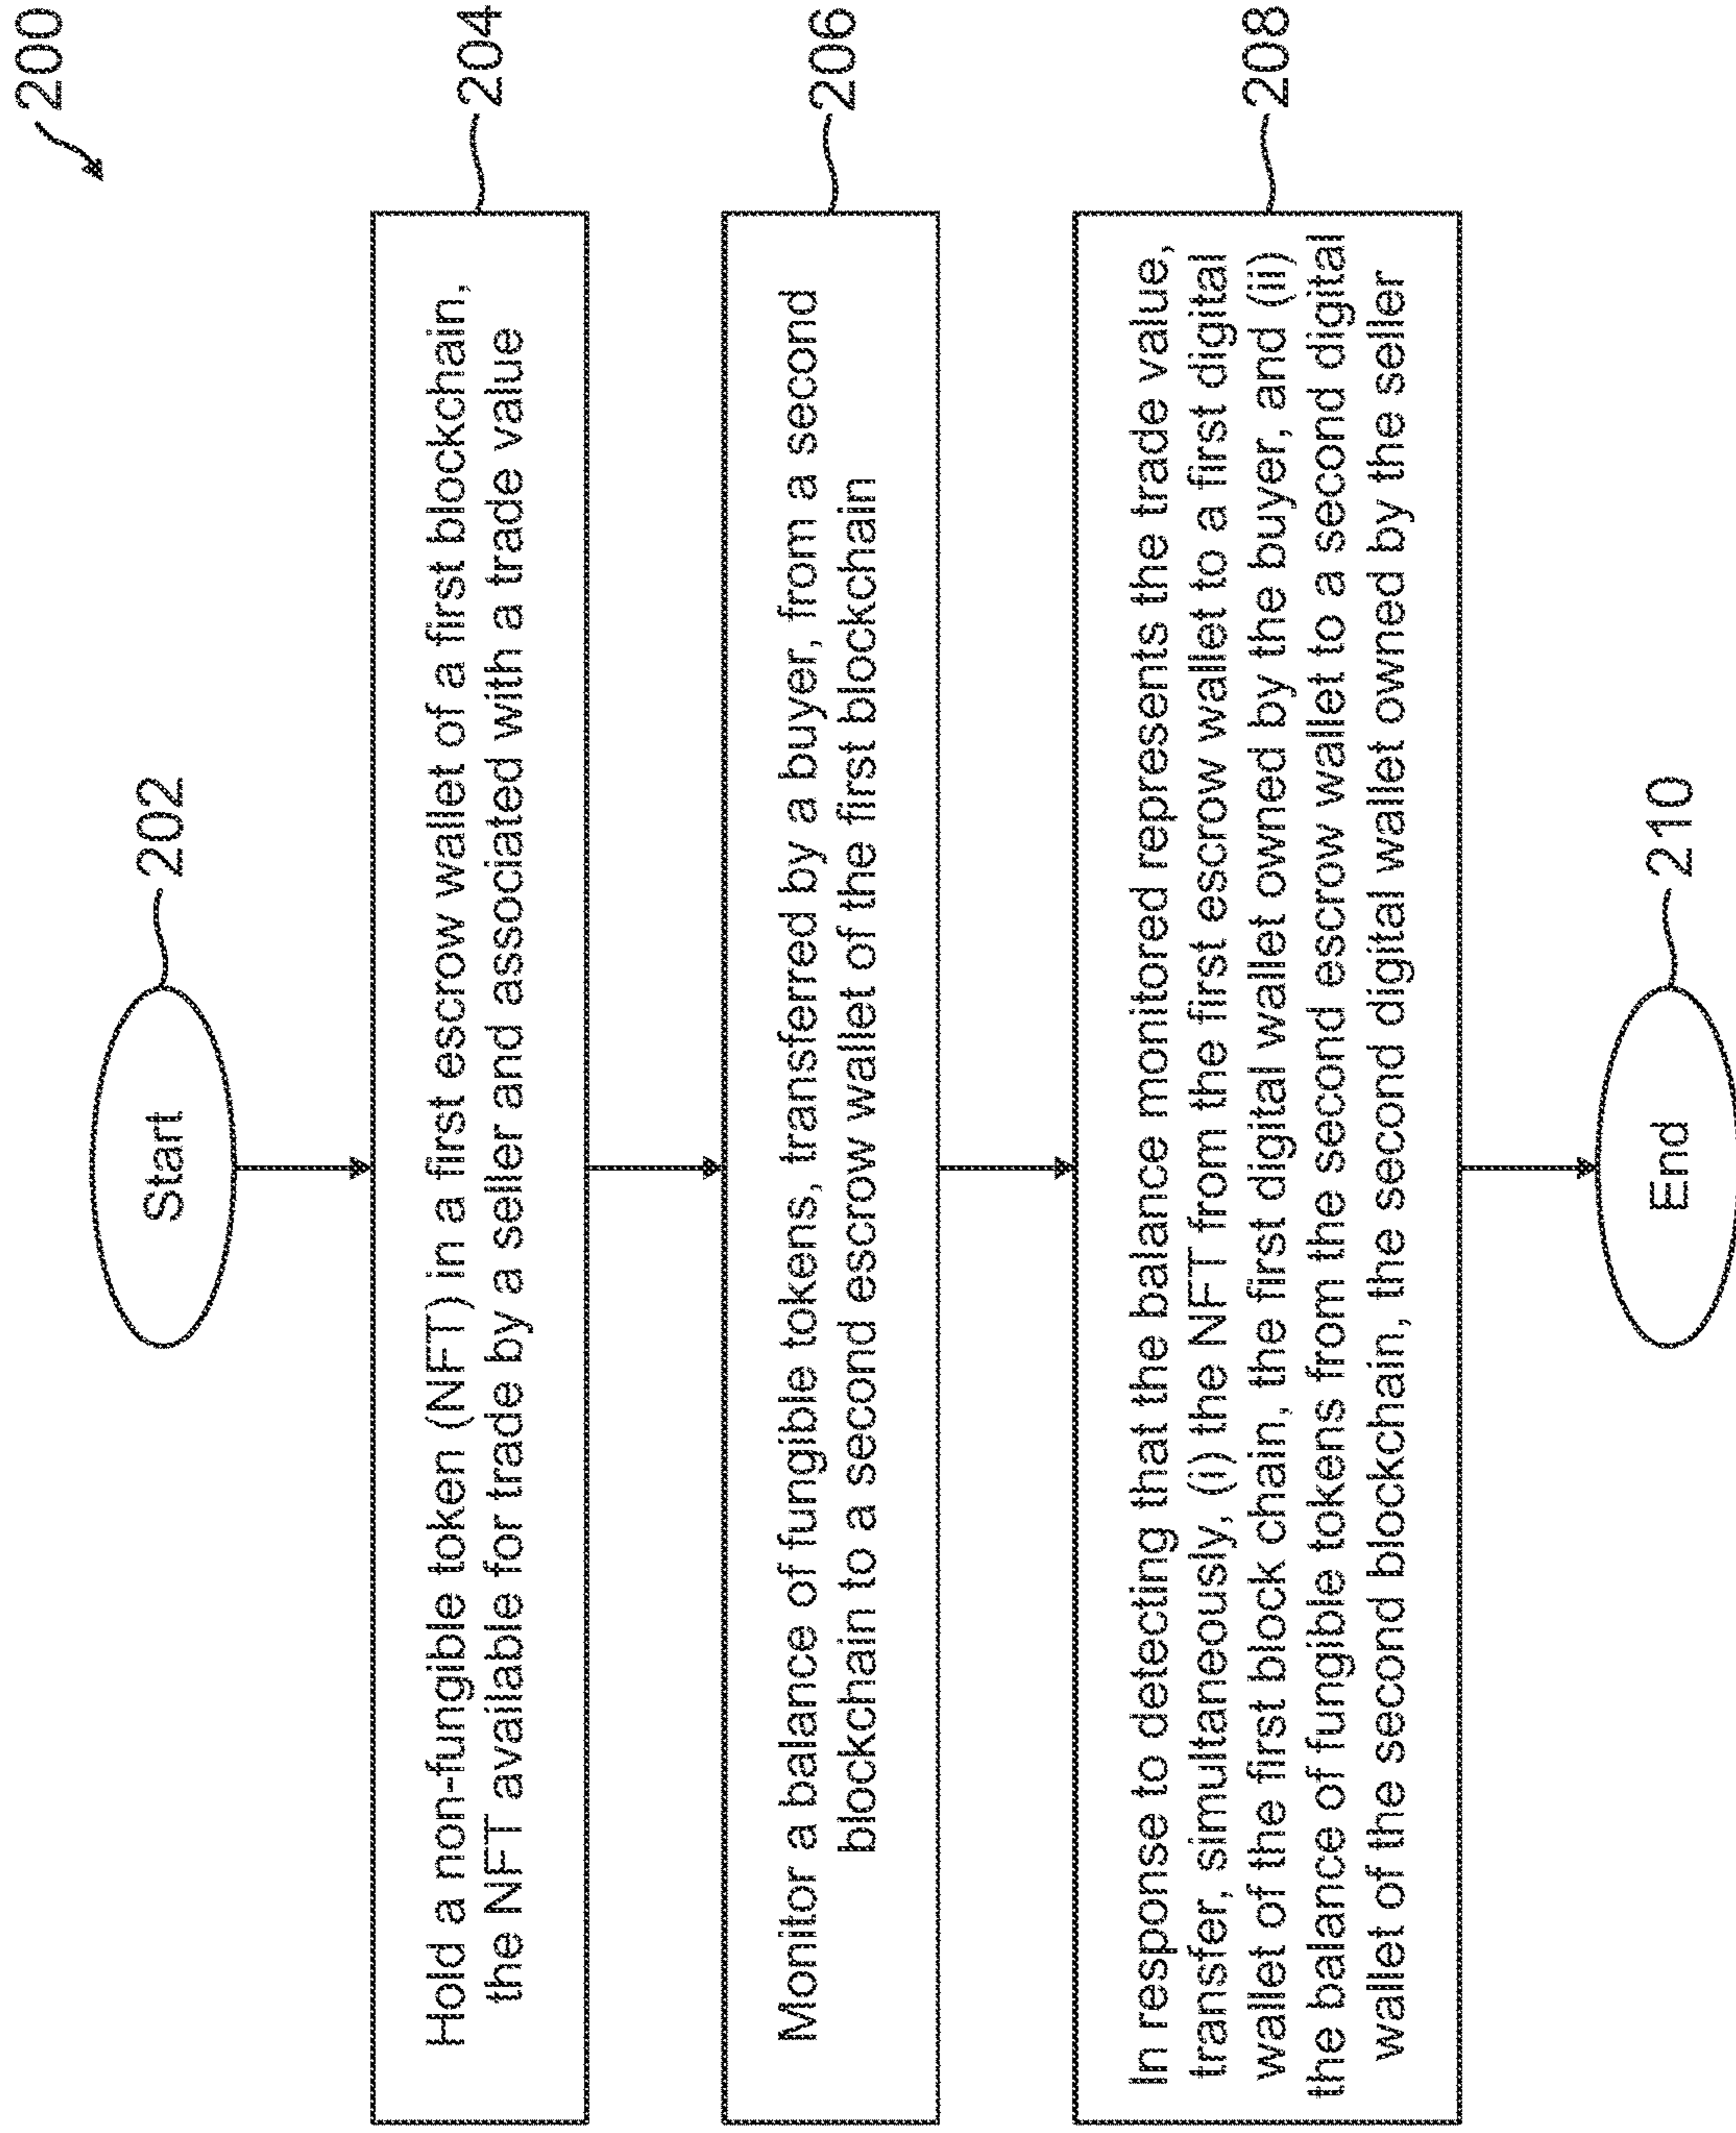 200
Start
202
Hold a non-fungible token (NFT) in a first escrow wallet of a first blockchain,
the NFT available for trade by a seller and associated with a trade value
204
Monitor a balance of fungible tokens, transferred by a buyer, from a second
blockchain to a second escrow wallet of the first blockchain
206
In response to detecting that the balance monitored represents the trade value,
transfer, simultaneously, (i) the NFT from the first escrow wallet to a first digital
wallet of the first block chain, the first digital wallet owned by the buyer, and (ii)
the balance of fungible tokens from the second escrow wallet to a second digital
wallet of the second blockchain, the second digital wallet owned by the seller
208
End
210